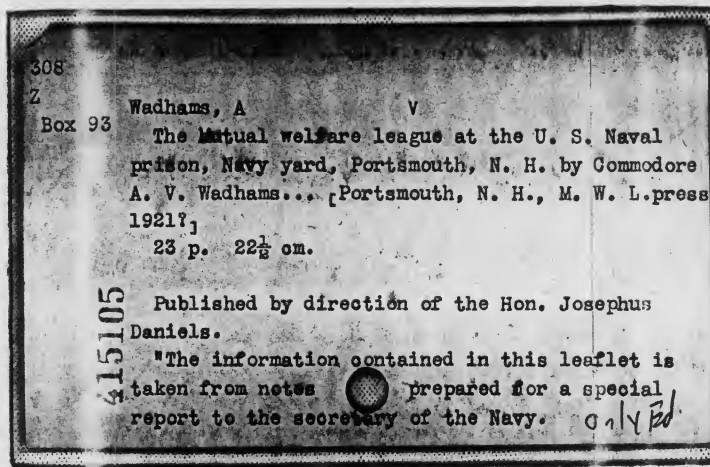 308
Z
Box 93
Wadhams, A V
The Mutual welfare league at the U. S. Naval
prison, Navy yard, Portsmouth, N. H. by Commodore
A. V. Wadhams... [Portsmouth, N. H., M. W. L.press
1921?]
23 p. 22½ cm.
415105
Published by direction of the Hon. Josephus
Daniels.
"The information contained in this leaflet is
taken from notes prepared for a special
report to the secretary of the Navy. only Ed.